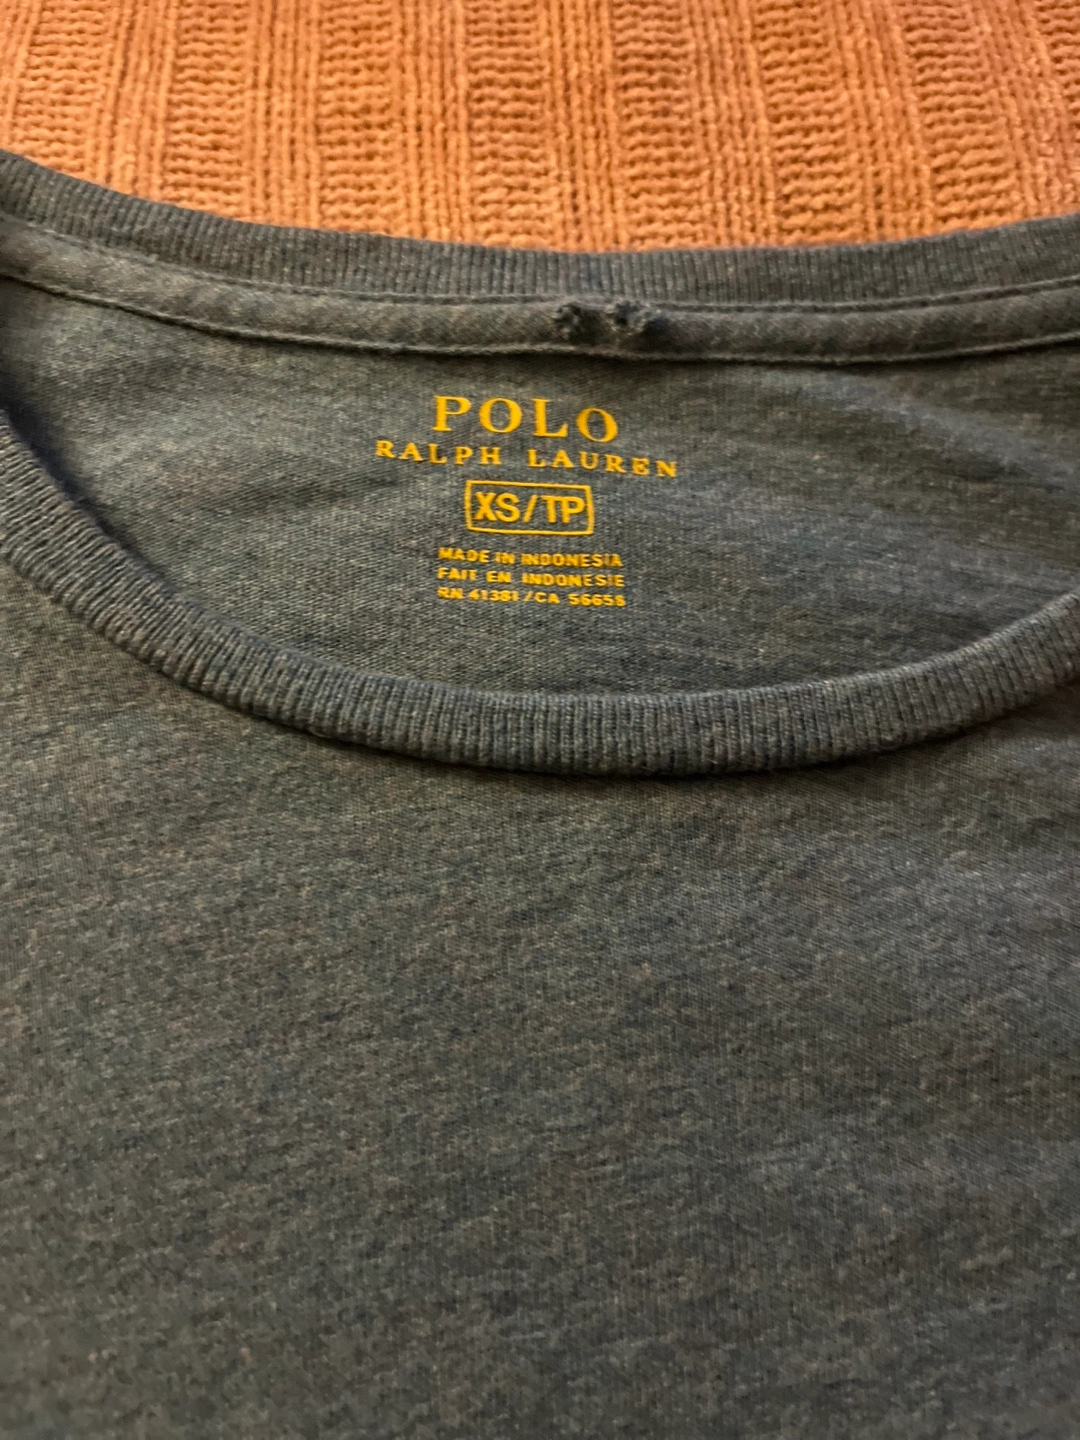 POLO
RALPH LAUREN
XS/TP
MADE IN INDONESIA
FAIT EN INDONESIE
RN 41381/CA 56658